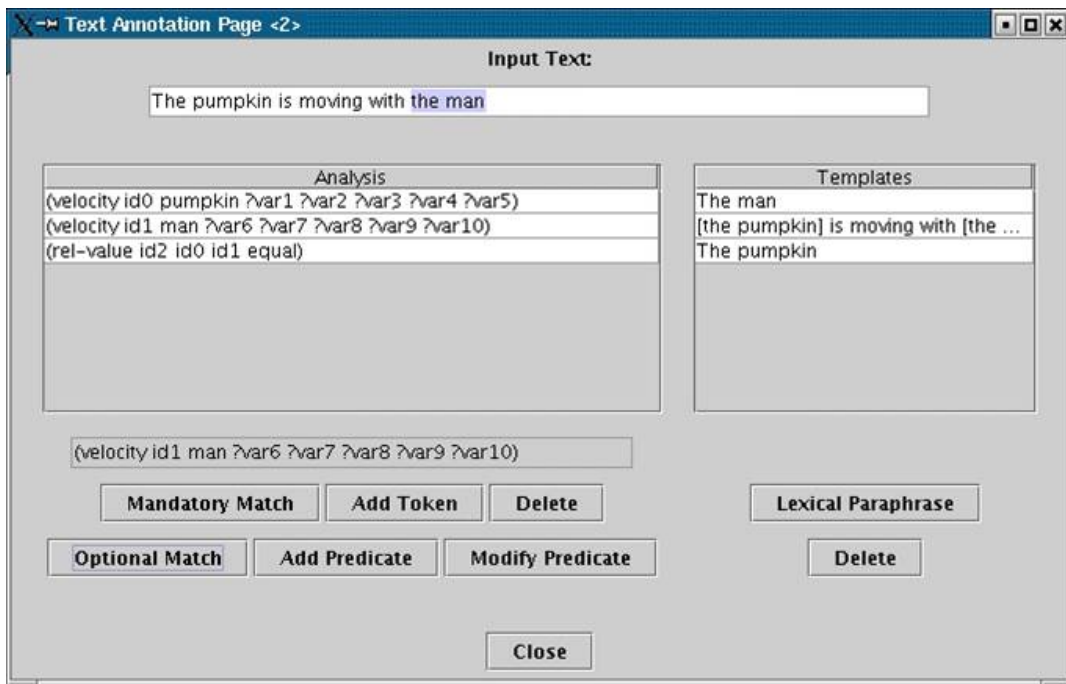 Text Annotation Page <2>
Input Text:
The pumpkin is moving with the man
Analysis
(velocity id0 pumpkin ?var1 ?var2 ?var3 ?var4 ?var5)
(velocity id1 man ?var6 ?var7 ?var8 ?var9 ?var10)
(rel-value id2 id0 id1 equal)
Templates
The man
[the pumpkin] is moving with [the ...
The pumpkin
(velocity id1 man ?var6 ?var7 ?var8 ?var9 ?var10)
Mandatory Match Add Token Delete
Optional Match Add Predicate Modify Predicate
Lexical Paraphrase
Delete
Close